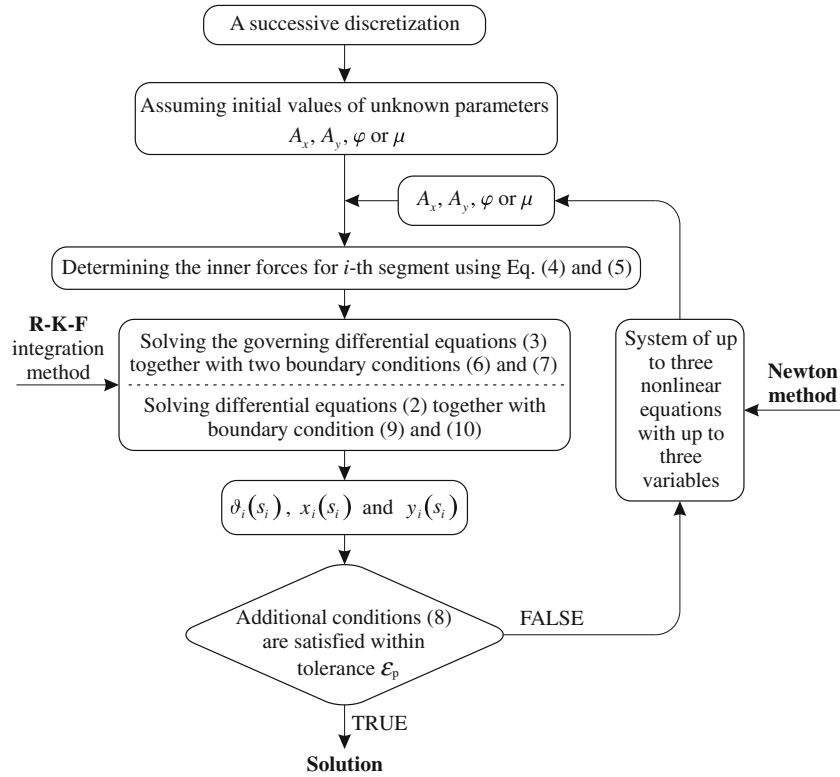 A successive discretization
Assuming initial values of unknown parameters
A_x, A_y, φ or μ
A_x, A_y, φ or μ
Determining the inner forces for i-th segment using Eq. (4) and (5)
R-K-F
integration
method
Solving the governing differential equations (3)
together with two boundary conditions (6) and (7)
Solving differential equations (2) together with
boundary condition (9) and (10)
System of up
to three
nonlinear
equations
with up to
three
variables
Newton
method
ϑ_i(s_i), x_i(s_i) and y_i(s_i)
Additional conditions (8)
are satisfied within
tolerance ε_p
FALSE
TRUE
Solution